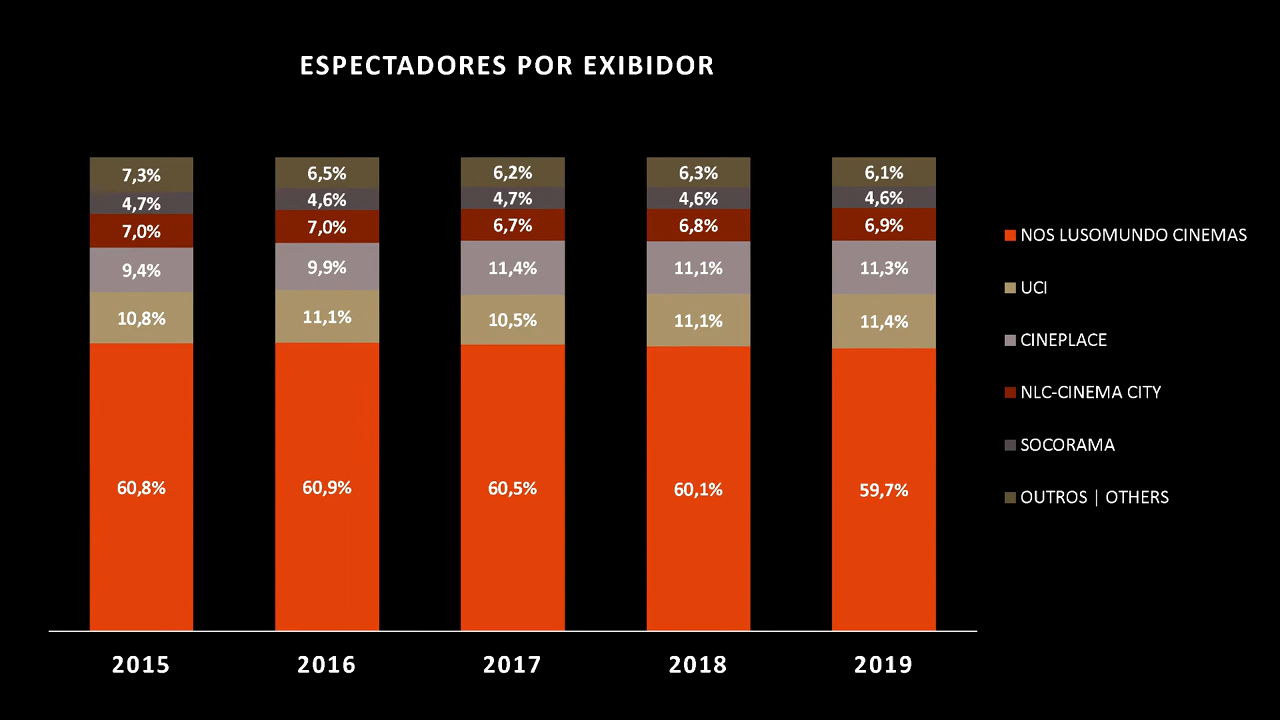 ESPECTADORES POR EXIBIDOR
7,3% 6,5% 6,2% 6,3% 6,1%
4,7% 4,6% 4,7% 4,6% 4,6%
7,0% 7,0% 6,7% 6,8% 6,9%
9,4% 9,9% 11,4% 11,1% 11,3%
10,8% 11,1% 10,5% 11,1% 11,4%
60,8% 60,9% 60,5% 60,1% 59,7%
2015 2016 2017 2018 2019
NOS LUSOMUNDO CINEMAS
UCI
CINEPLACE
NLC-CINEMA CITY
SOCORAMA
OUTROS | OTHERS